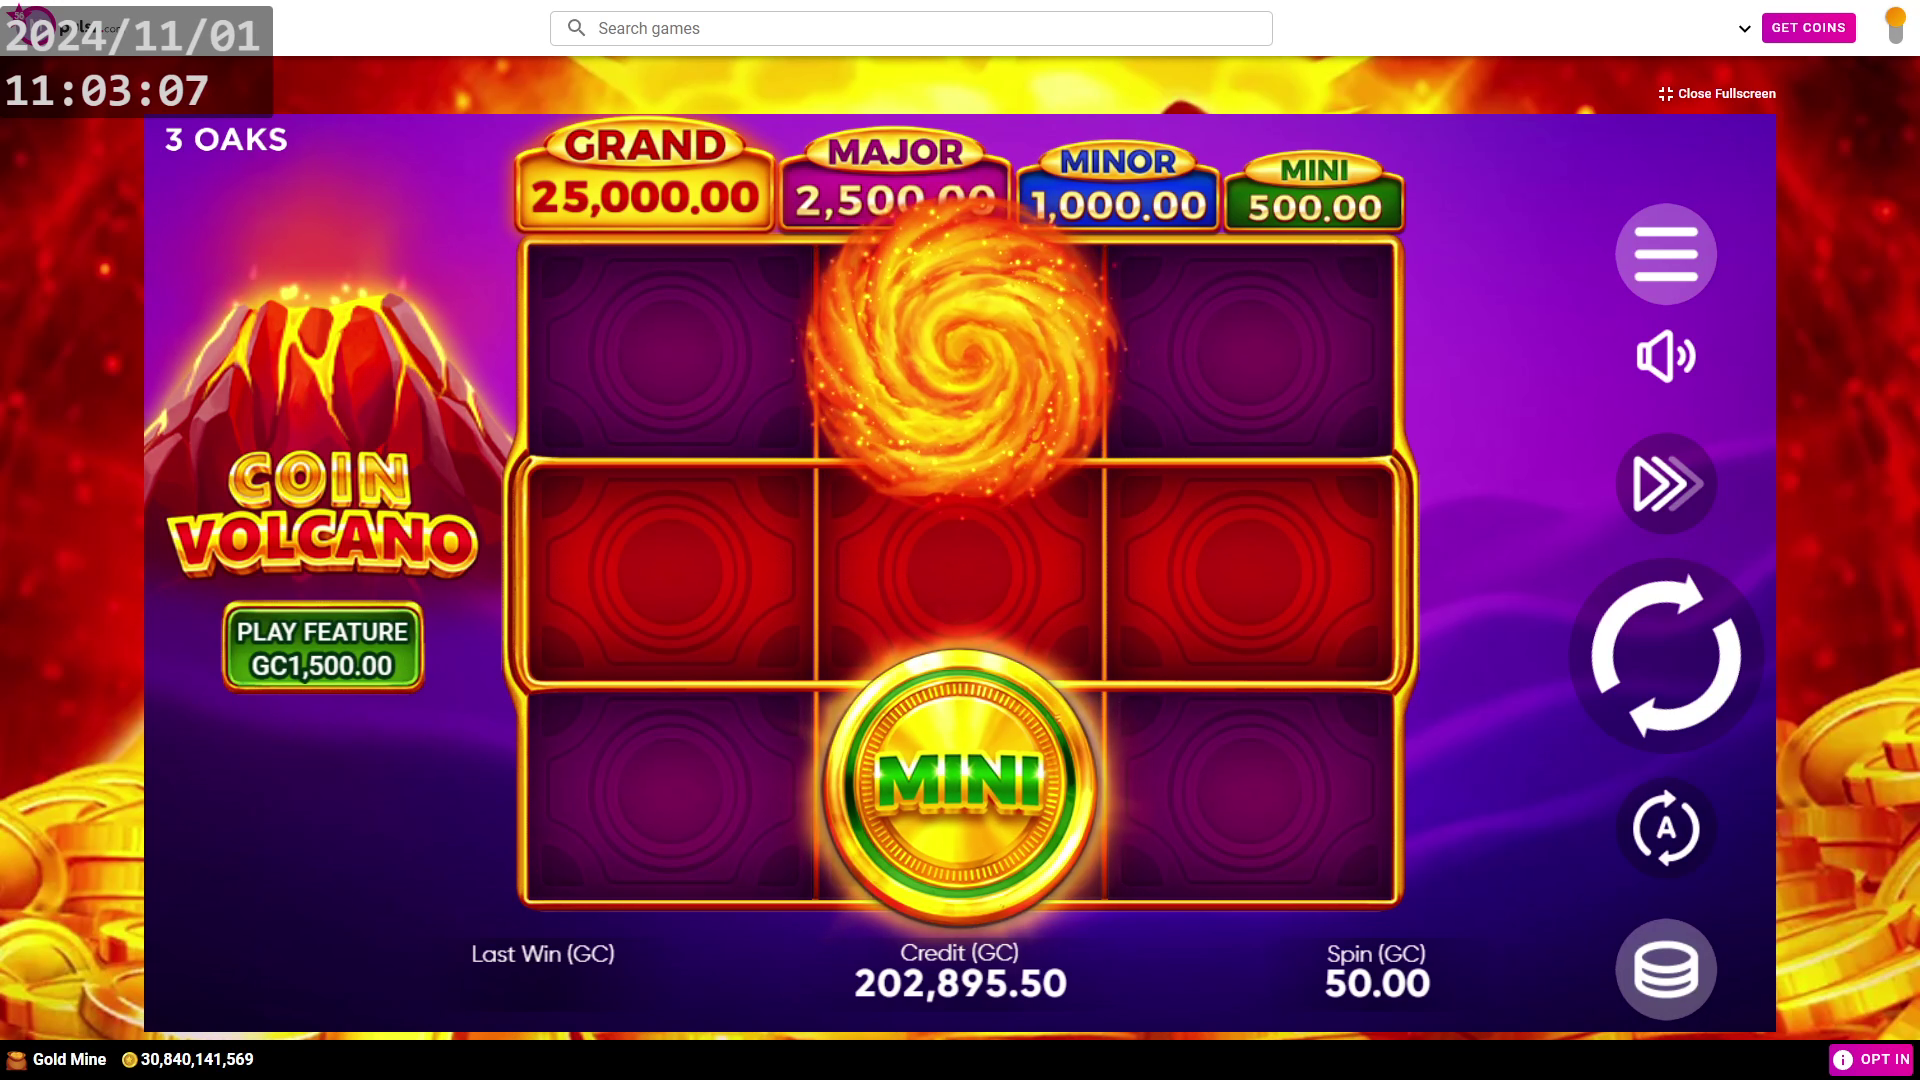 2024/11/01
11:03:07
Search games
GET COINS
Close Fullscreen
3 OAKS
GRAND
25,000.00
MAJOR
2,500.00
MINOR
1,000.00
MINI
500.00
COIN
VOLCANO
PLAY FEATURE
GC1,500.00
MINI
A
Last Win (GC)
Credit (GC)
202,895.50
Spin (GC)
50.00
Gold Mine
30,840,141,569
OPT IN